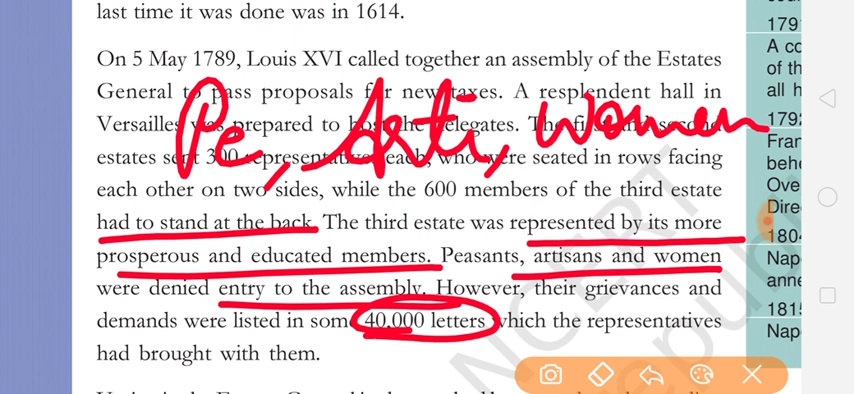 last time it was done was in 1614.
On 5 May 1789, Louis XVI called together an assembly of the Estates
General to pass proposals for new taxes. A resplendent hall in
Versailles was prepared to host the delegates. The first and second
estates sent 300 representatives each, who were seated in rows facing
each other on two sides, while the 600 members of the third estate
had to stand at the back. The third estate was represented by its more
prosperous and educated members. Peasants, artisans and women
were denied entry to the assembly. However, their grievances and
demands were listed in some 40,000 letters which the representatives
had brought with them.
Pe, Arti, women
179
A co
of th
all h
1792
Fran
behe
Ove
Dire
1804
Nap
anne
1815
Nap
NCERT
republi